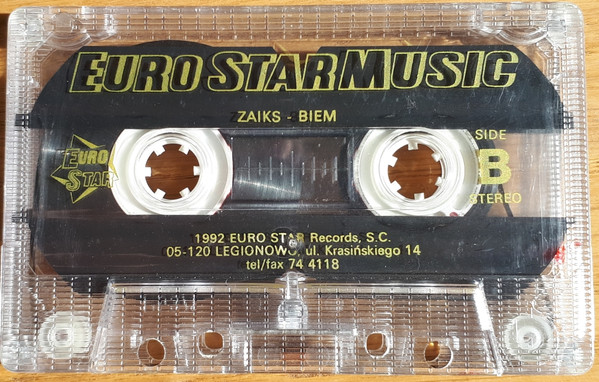 EURO STAR MUSIC
ZAIKS - BIEM
SIDE
B
STEREO
EURO
STAR
1992 EURO STAR Records, S.C.
05-120 LEGIONOWO, ul. Krasińskiego 14
tel/fax 74 4118